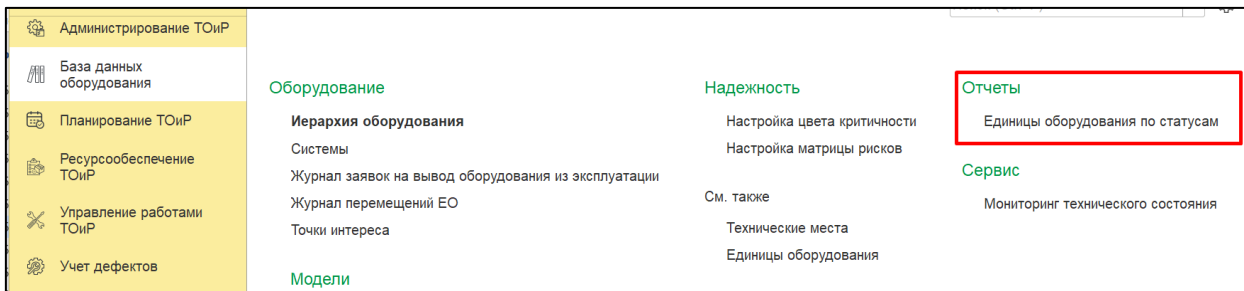 Администрирование ТОиР
База данных
оборудования
Планирование ТОиР
Ресурсообеспечение
ТОиР
Управление работами
ТОиР
Учет дефектов
Оборудование
Иерархия оборудования
Системы
Журнал заявок на вывод оборудования из эксплуатации
Журнал перемещений ЕО
Точки интереса
Модели
Надежность
Настройка цвета критичности
Настройка матрицы рисков
См. также
Технические места
Единицы оборудования
Отчеты
Единицы оборудования по статусам
Сервис
Мониторинг технического состояния